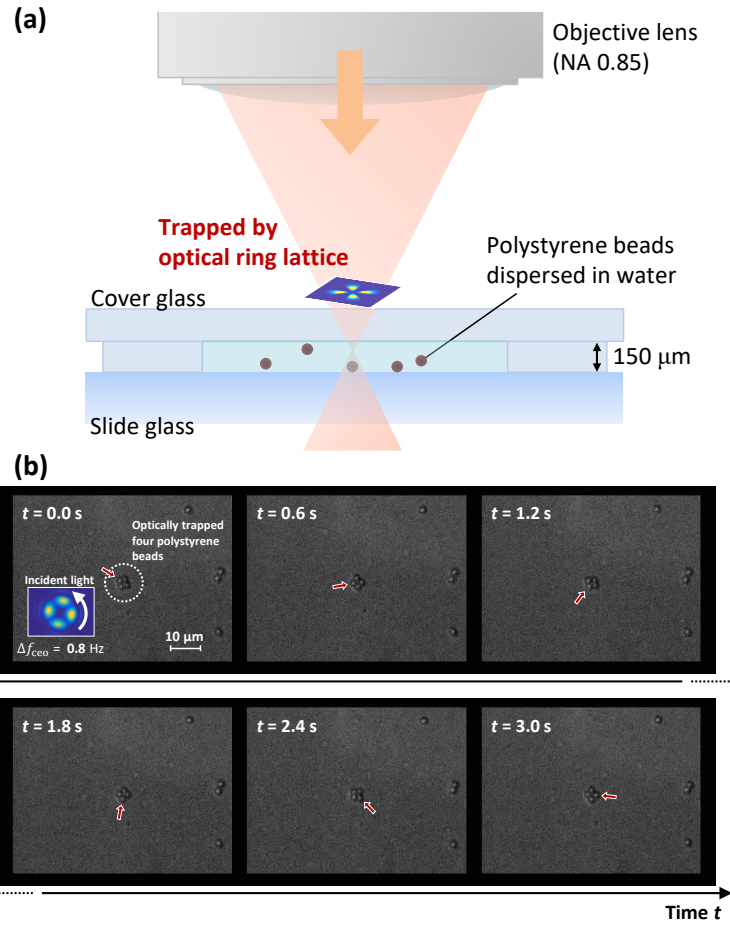 (a)
Objective lens
(NA 0.85)
Trapped by
optical ring lattice
Polystyrene beads
dispersed in water
Cover glass
150 μm
Slide glass
(b)
t = 0.0 s
Optically trapped
four polystyrene
beads
Incident light
Δf_ceo = 0.8 Hz
10 μm
t = 0.6 s
t = 1.2 s
t = 1.8 s
t = 2.4 s
t = 3.0 s
Time t